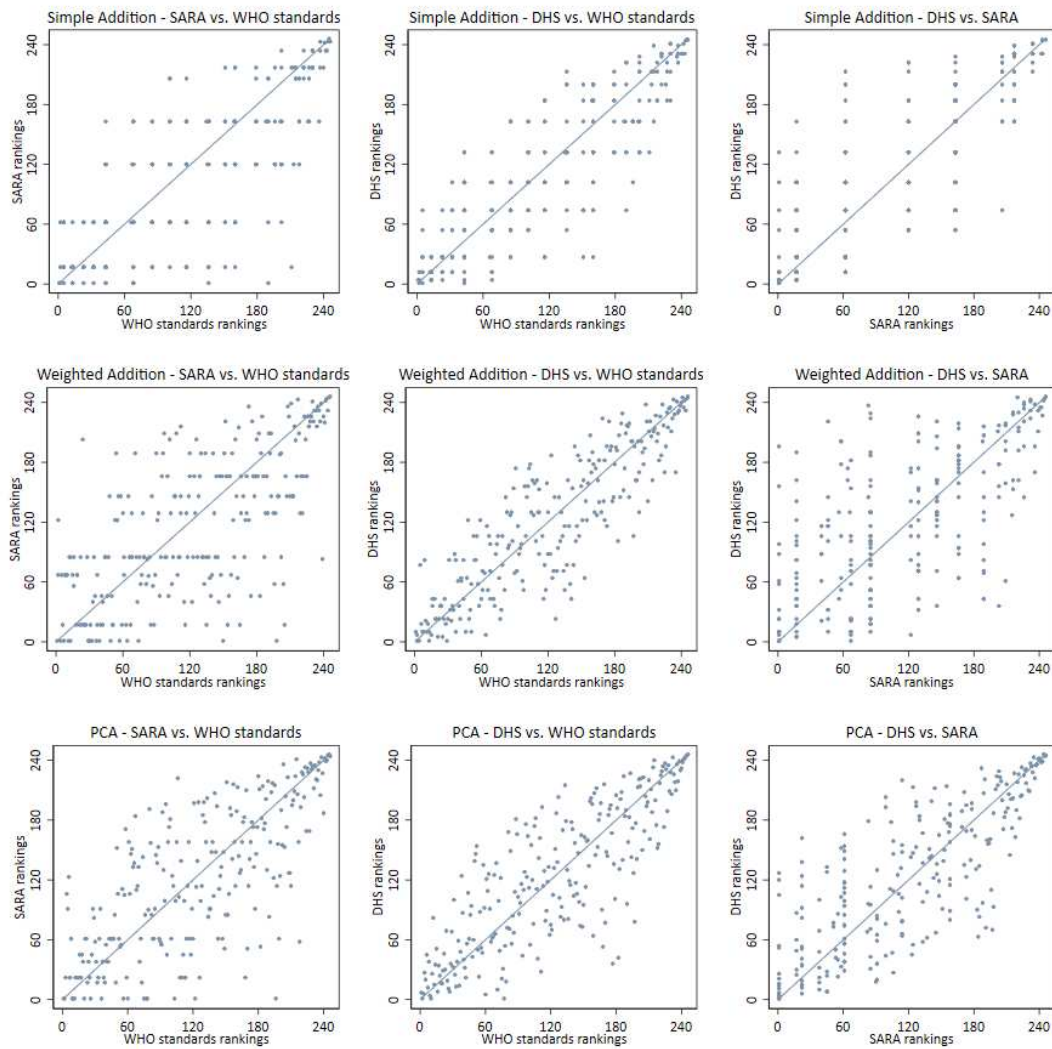 Simple Addition - SARA vs. WHO standards
SARA rankings
240
180
120
60
0
0 60 120 180 240
WHO standards rankings
Simple Addition - DHS vs. WHO standards
DHS rankings
240
180
120
60
0
0 60 120 180 240
WHO standards rankings
Simple Addition - DHS vs. SARA
DHS rankings
240
180
120
60
0
0 60 120 180 240
SARA rankings
Weighted Addition - SARA vs. WHO standards
SARA rankings
240
180
120
60
0
0 60 120 180 240
WHO standards rankings
Weighted Addition - DHS vs. WHO standards
DHS rankings
240
180
120
60
0
0 60 120 180 240
WHO standards rankings
Weighted Addition - DHS vs. SARA
DHS rankings
240
180
120
60
0
0 60 120 180 240
SARA rankings
PCA - SARA vs. WHO standards
SARA rankings
240
180
120
60
0
0 60 120 180 240
WHO standards rankings
PCA - DHS vs. WHO standards
DHS rankings
240
180
120
60
0
0 60 120 180 240
WHO standards rankings
PCA - DHS vs. SARA
DHS rankings
240
180
120
60
0
0 60 120 180 240
SARA rankings